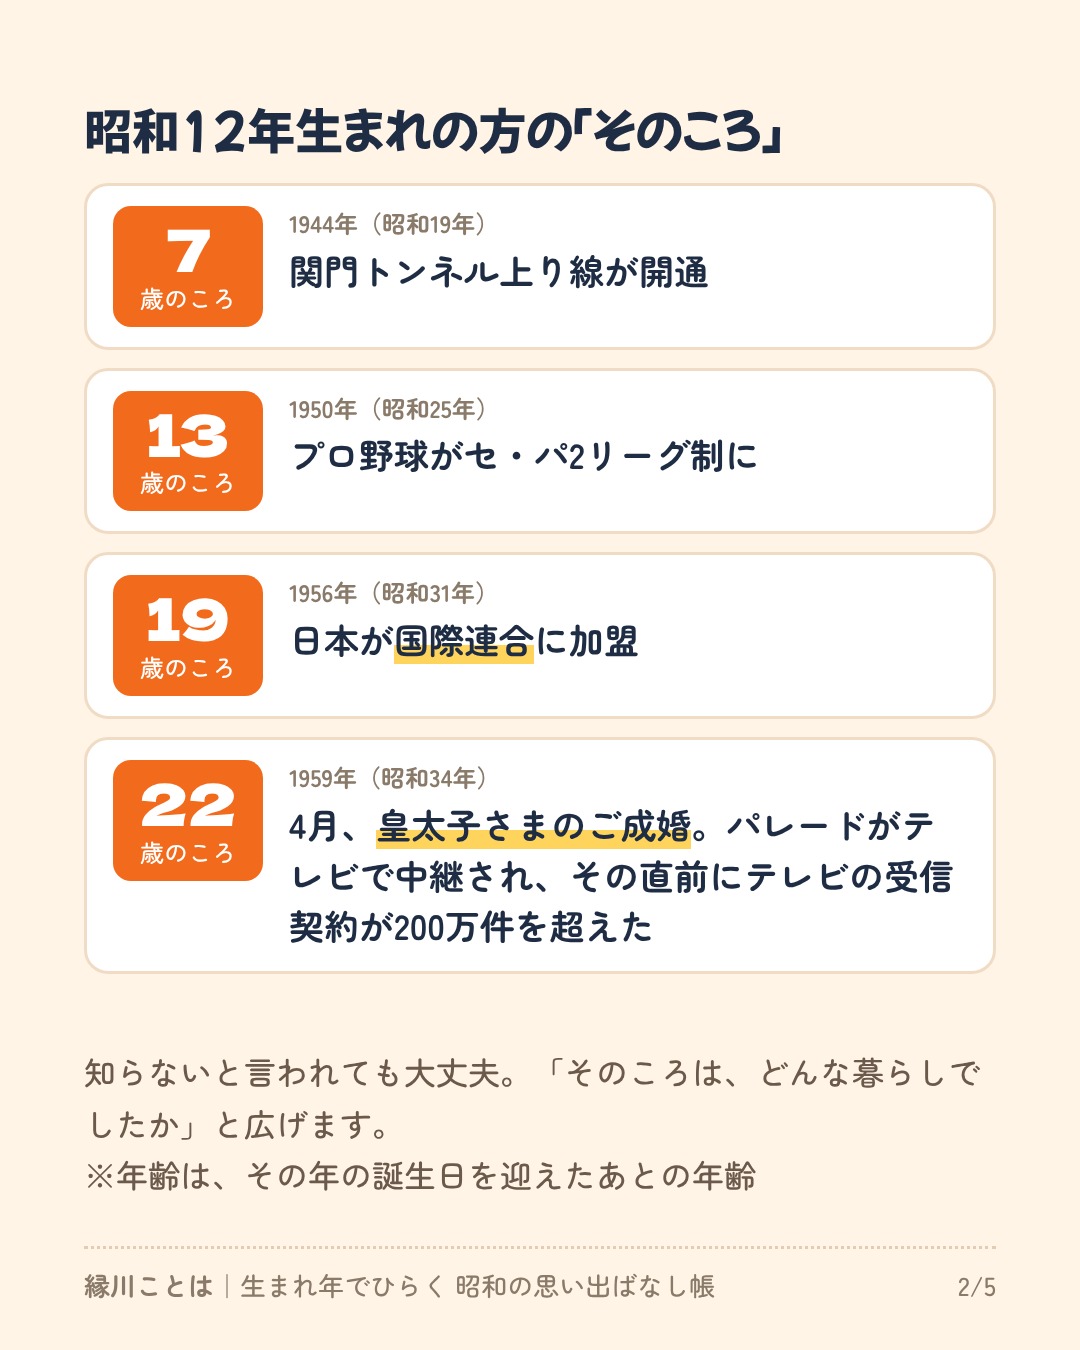 昭和12年生まれの方の「そのころ」
7
歳のころ
1944年（昭和19年）
関門トンネル上り線が開通
13
歳のころ
1950年（昭和25年）
プロ野球がセ・パ2リーグ制に
19
歳のころ
1956年（昭和31年）
日本が国際連合に加盟
22
歳のころ
1959年（昭和34年）
4月、皇太子さまのご成婚。パレードがテ
レビで中継され、その直前にテレビの受信
契約が200万件を超えた
知らないと言われても大丈夫。「そのころは、どんな暮らしで
したか」と広げます。
※年齢は、その年の誕生日を迎えたあとの年齢
縁川ことは｜生まれ年でひらく 昭和の思い出ばなし帳
2/5